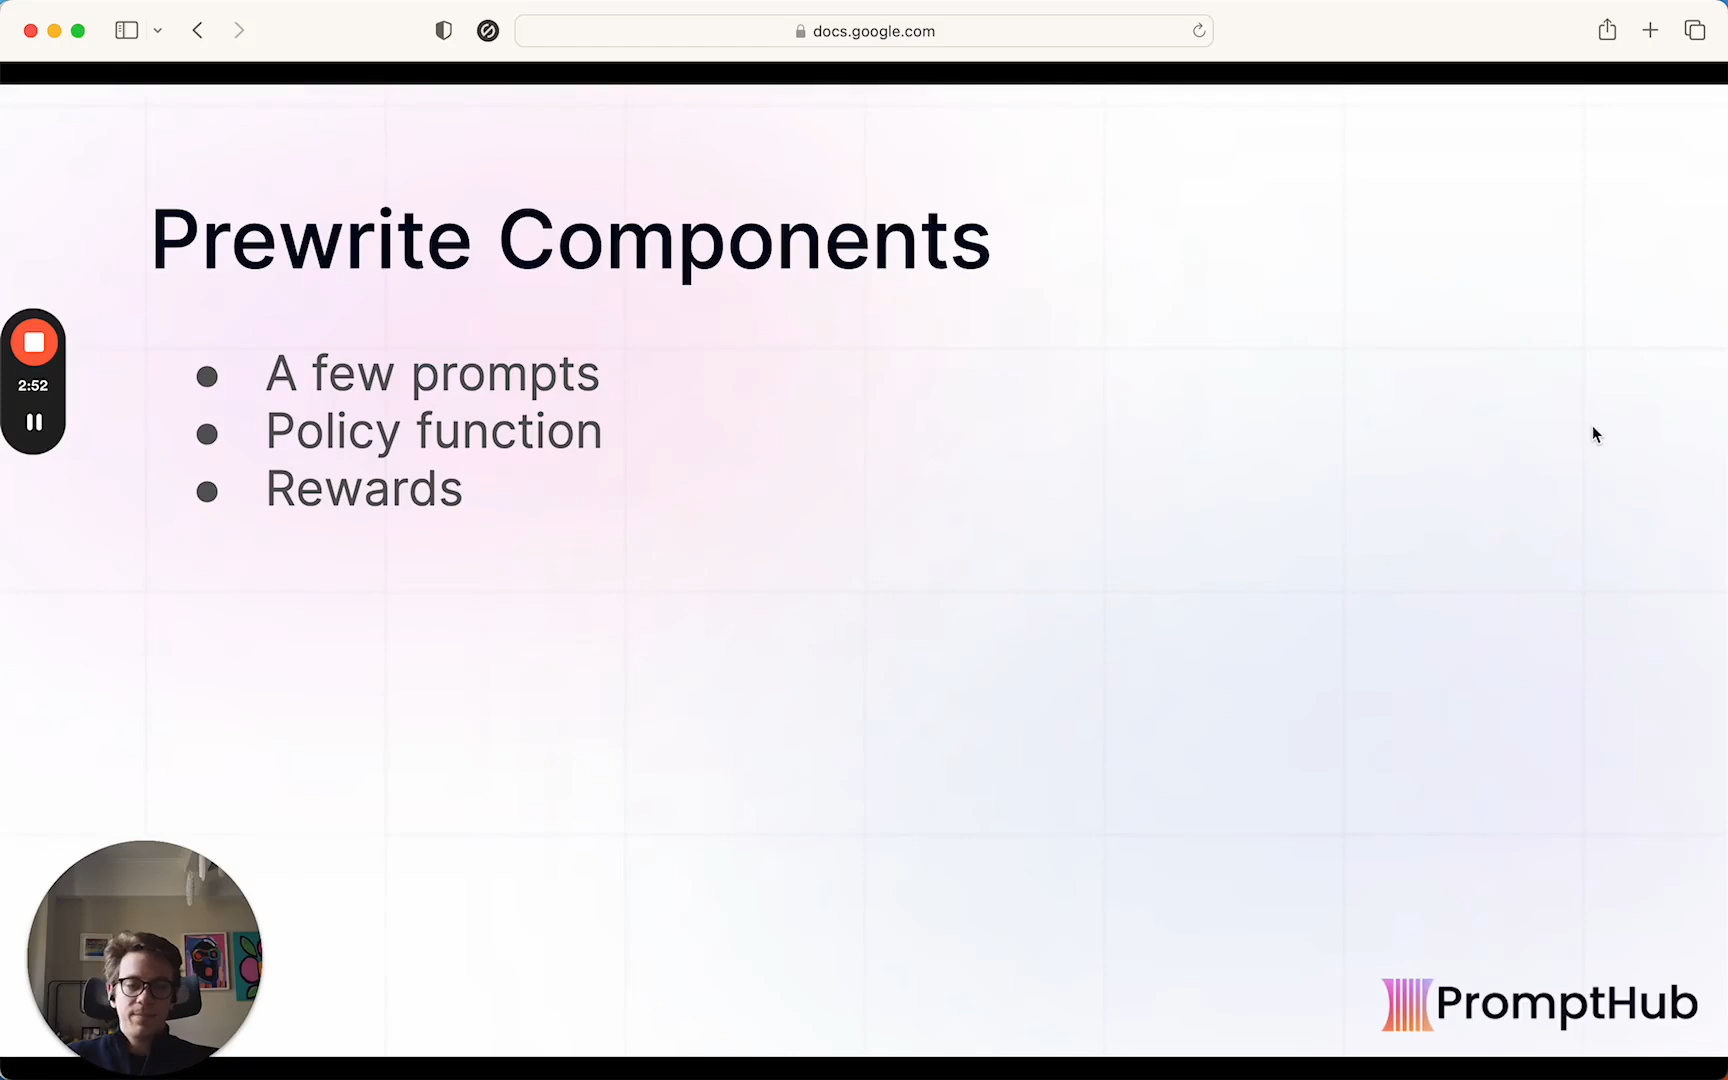 docs.google.com
Prewrite Components
● A few prompts
● Policy function
● Rewards
2:52
PromptHub